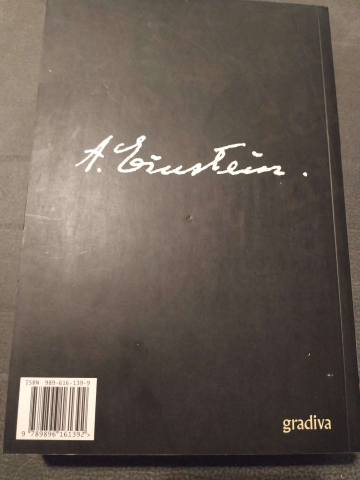 A. Einstein.
ISBN 989-616-139-9
9 789896 161392 >
gradiva